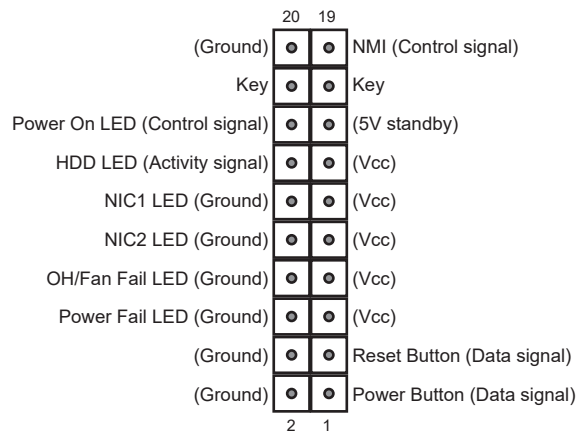 20 19
(Ground) NMI (Control signal)
Key Key
Power On LED (Control signal) (5V standby)
HDD LED (Activity signal) (Vcc)
NIC1 LED (Ground) (Vcc)
NIC2 LED (Ground) (Vcc)
OH/Fan Fail LED (Ground) (Vcc)
Power Fail LED (Ground) (Vcc)
(Ground) Reset Button (Data signal)
(Ground) Power Button (Data signal)
2 1